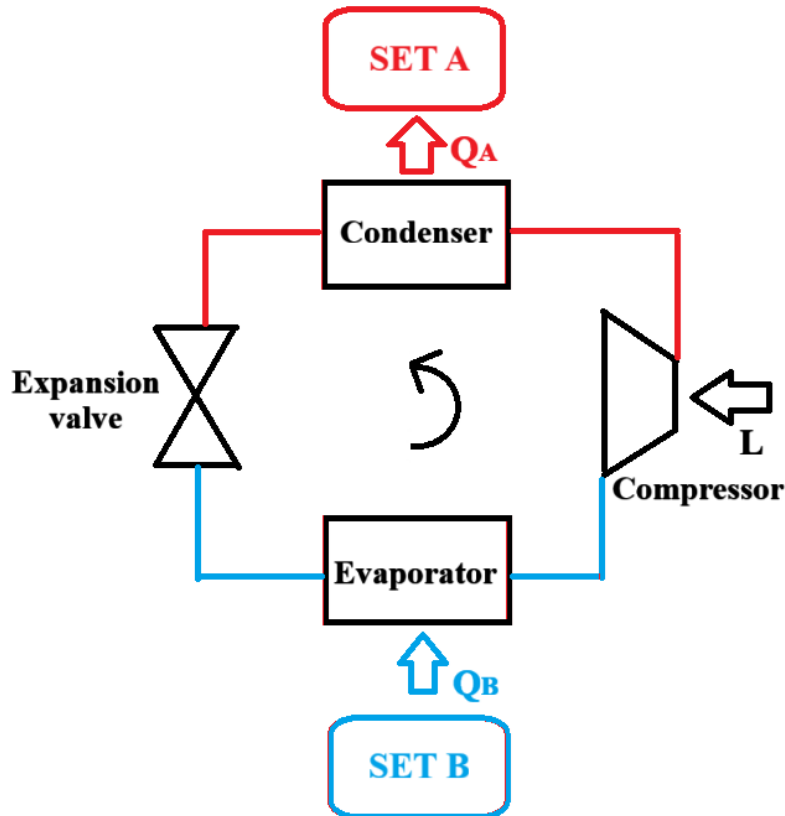 SET A
QA
Condenser
Expansion
valve
L
Compressor
Evaporator
QB
SET B